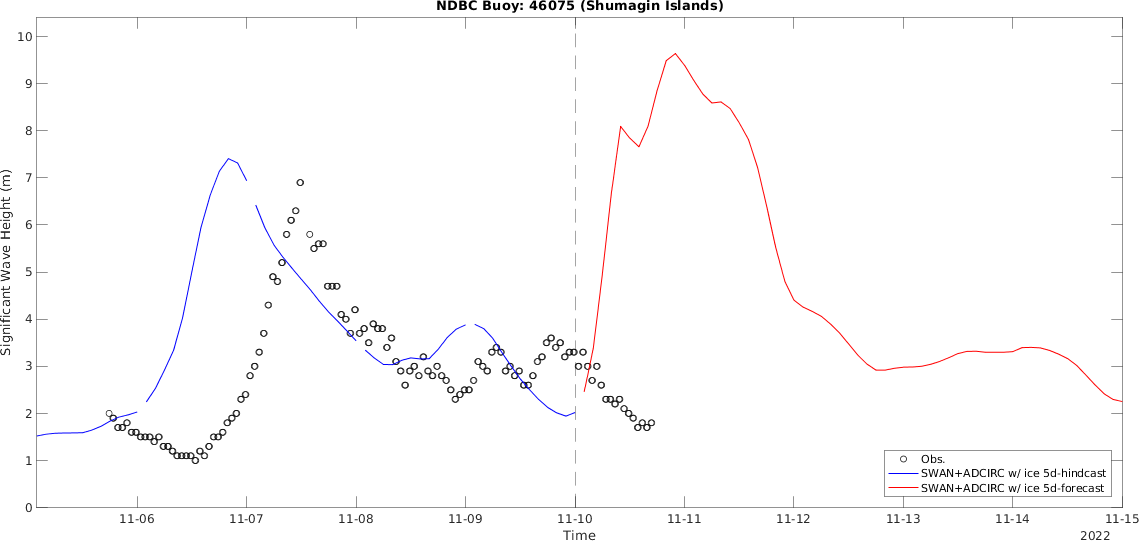 NDBC Buoy: 46075 (Shumagin Islands)
10
9
8
7
6
5
4
3
2
1
0
Significant Wave Height (m)
Obs.
SWAN+ADCIRC w/ ice 5d-hindcast
SWAN+ADCIRC w/ ice 5d-forecast
11-06 11-07 11-08 11-09 11-10 11-11 11-12 11-13 11-14 11-15
Time
2022